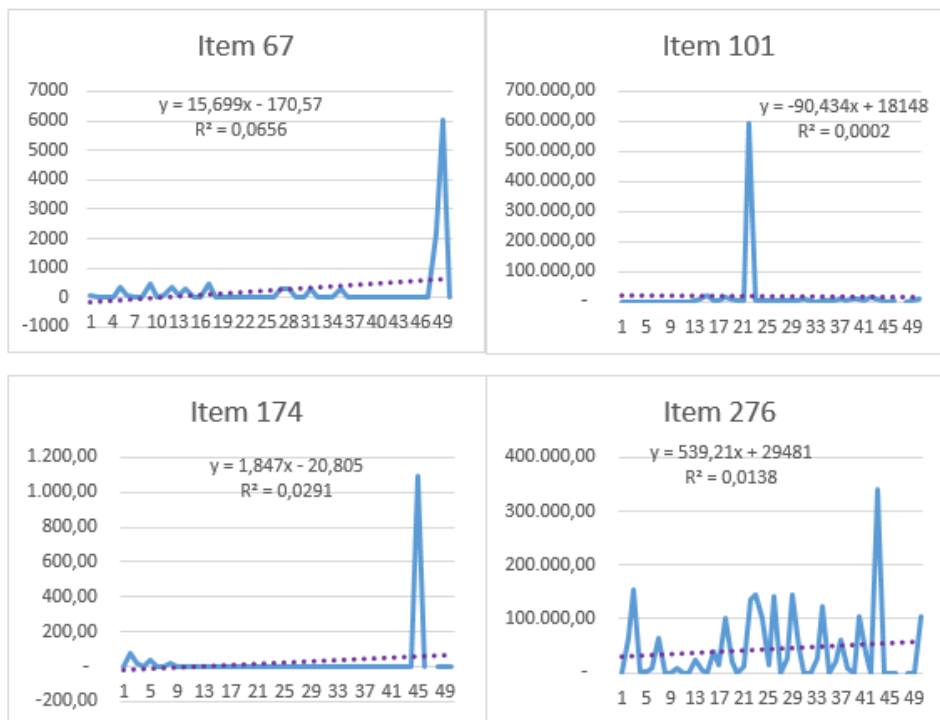 Item 67
y = 15,699x - 170,57
R² = 0,0656
7000
6000
5000
4000
3000
2000
1000
0
-1000
1 4 7 10 13 16 19 22 25 28 31 34 37 40 43 46 49
Item 101
y = -90,434x + 18148
R² = 0,0002
700.000,00
600.000,00
500.000,00
400.000,00
300.000,00
200.000,00
100.000,00
-
1 5 9 13 17 21 25 29 33 37 41 45 49
Item 174
y = 1,847x - 20,805
R² = 0,0291
1.200,00
1.000,00
800,00
600,00
400,00
200,00
-
-200,00
1 5 9 13 17 21 25 29 33 37 41 45 49
Item 276
y = 539,21x + 29481
R² = 0,0138
400.000,00
300.000,00
200.000,00
100.000,00
-
1 5 9 13 17 21 25 29 33 37 41 45 49